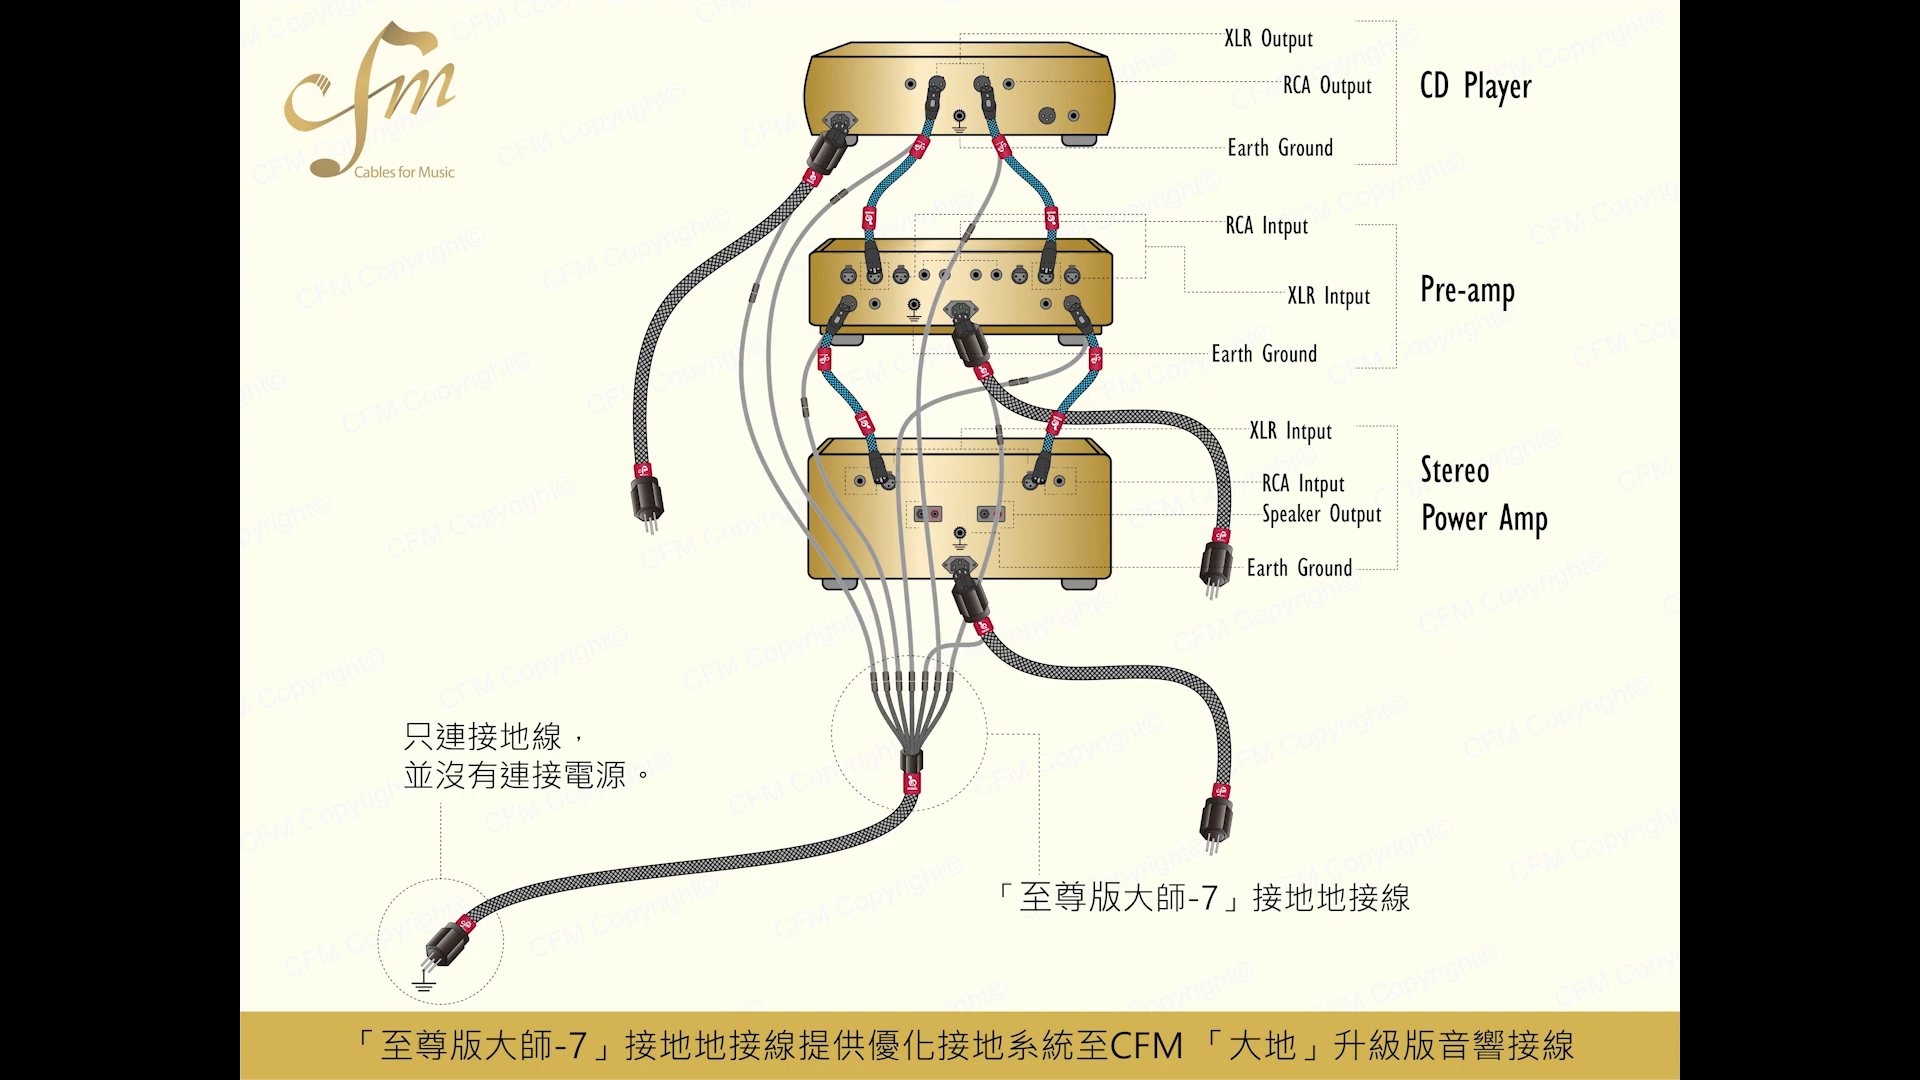 cfm
Cables for Music
XLR Output
RCA Output
Earth Ground
CD Player
RCA Intput
XLR Intput
Earth Ground
Pre-amp
XLR Intput
RCA Intput
Speaker Output
Earth Ground
Stereo
Power Amp
只連接地線，
並沒有連接電源。
「至尊版大師-7」接地地接線
「至尊版大師-7」接地地接線提供優化接地系統至CFM「大地」升級版音響接線
CFM Copyright©